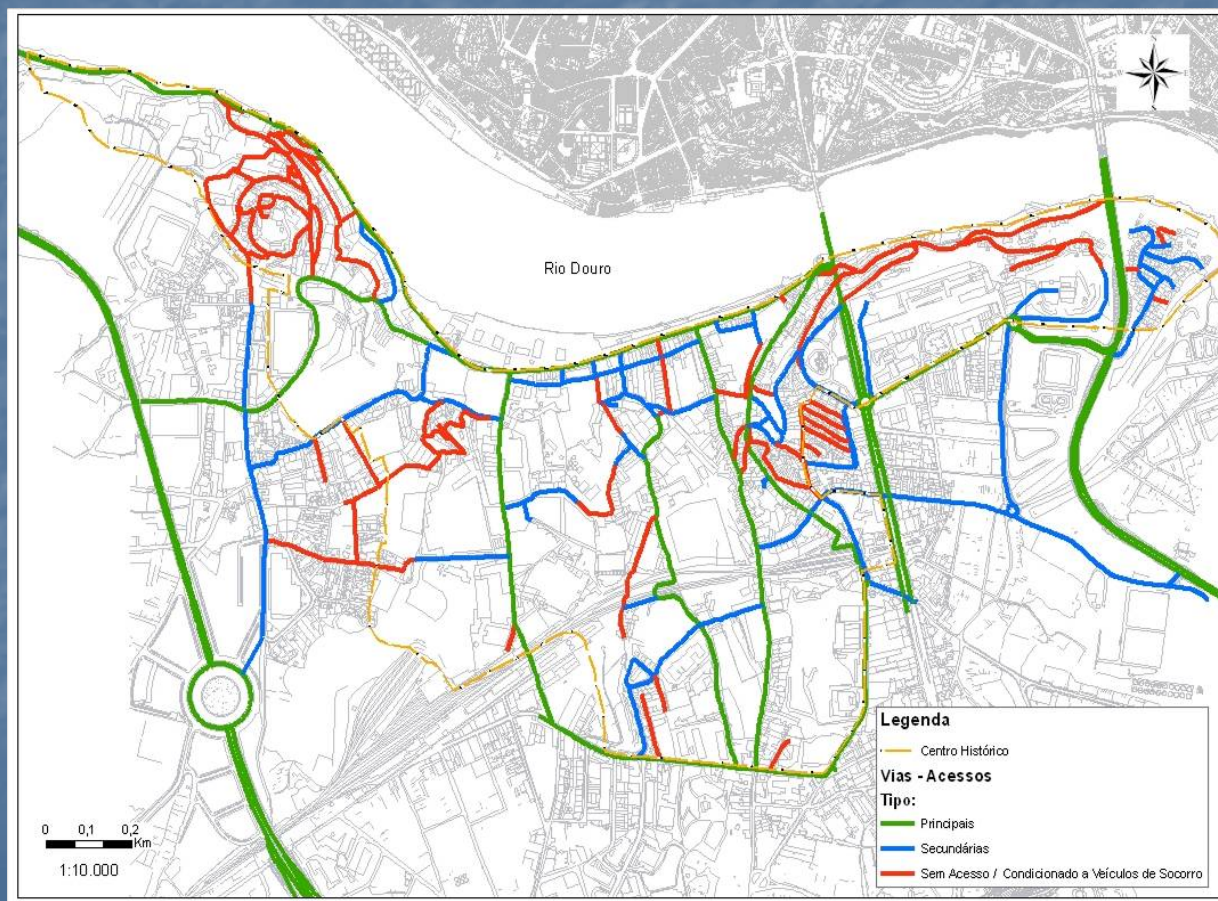 Rio Douro
Legenda
Centro Histórico
Vias - Acessos
Tipo:
Principais
Secundárias
Sem Acesso / Condicionado a Veículos de Socorro
0 0,1 0,2
Km
1:10.000